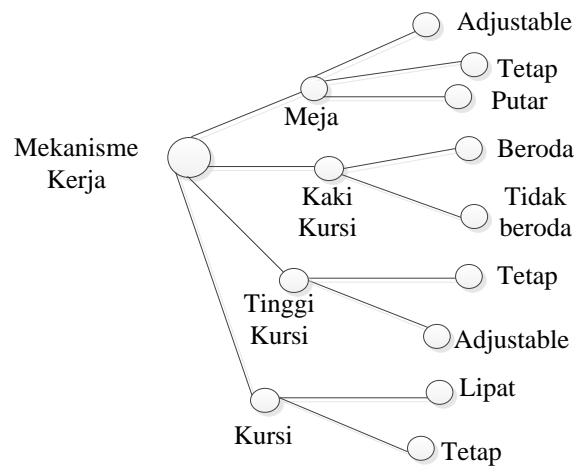 Adjustable
Tetap
Putar
Meja
Mekanisme
Kerja
Beroda
Kaki
Kursi
Tidak
beroda
Tetap
Tinggi
Kursi
Adjustable
Lipat
Kursi
Tetap